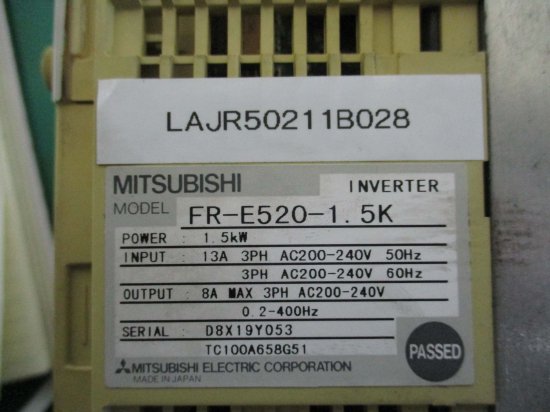 LAJR50211B028
MITSUBISHI INVERTER
MODEL FR-E520-1.5K
POWER : 1.5kW
INPUT : 13A 3PH AC200-240V 50Hz
3PH AC200-240V 60Hz
OUTPUT : 8A MAX 3PH AC200-240V
0.2-400Hz
SERIAL : D8X19Y053
TC100A658G51
PASSED
MITSUBISHI ELECTRIC CORPORATION
MADE IN JAPAN